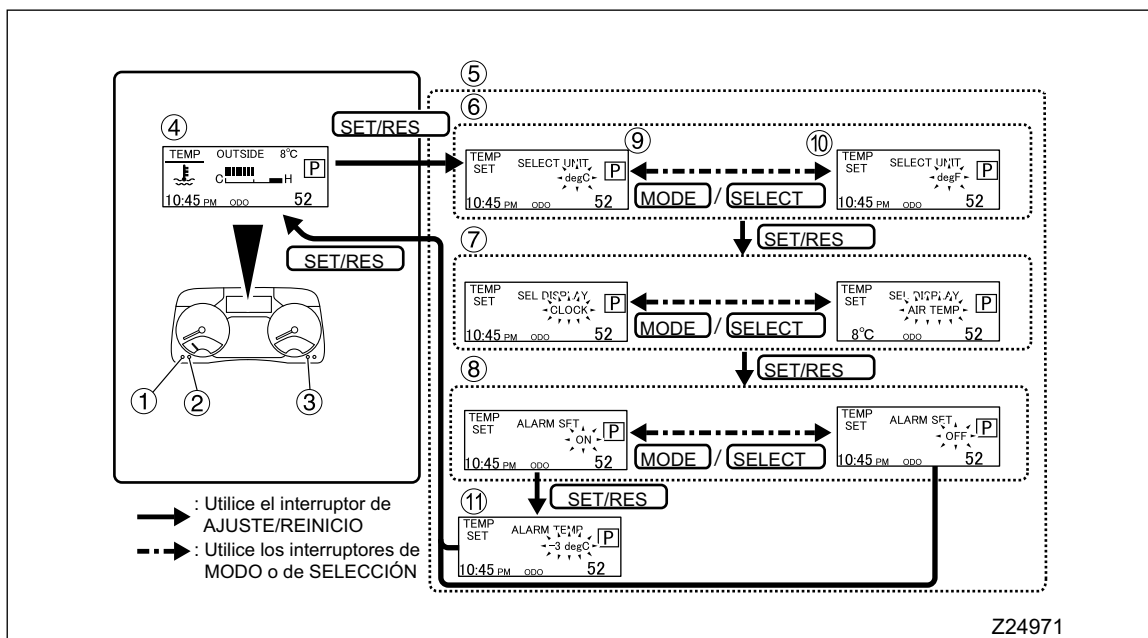 ⑤
⑥
④
SET/RES
TEMP OUTSIDE 8°C
C H P
10:45 PM ODO 52
⑨
⑩
TEMP SET SELECT UNIT P
degC
10:45 PM ODO 52
MODE / SELECT
TEMP SET SELECT UNIT P
degF
10:45 PM ODO 52
SET/RES
SET/RES
⑦
TEMP SET SEL DISPLAY P
CLOCK
10:45 PM ODO 52
MODE / SELECT
TEMP SET SEL DISPLAY P
AIR TEMP
8°C ODO 52
SET/RES
① ② ③
⑧
TEMP SET ALARM SET P
ON
10:45 PM ODO 52
MODE / SELECT
TEMP SET ALARM SET P
OFF
10:45 PM ODO 52
SET/RES
⑪
TEMP SET ALARM TEMP P
-3 degC
10:45 PM ODO 52
: Utilice el interruptor de
AJUSTE/REINICIO
: Utilice los interruptores de
MODO o de SELECCIÓN
Z24971